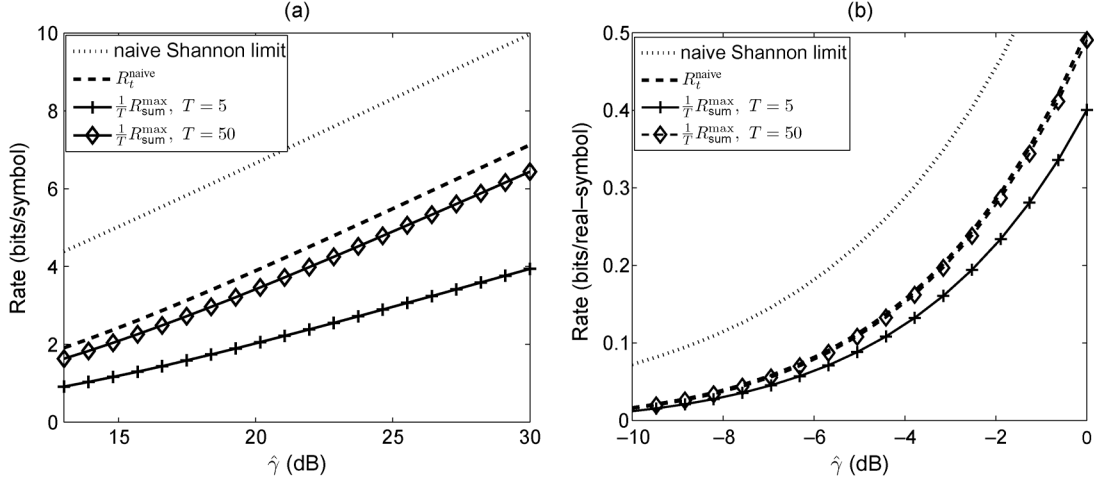 (a)
10
8
6
4
2
0
Rate (bits/symbol)
naive Shannon limit
R_t^naive
1/T R_sum^max, T = 5
1/T R_sum^max, T = 50
15 20 25 30
γ̂ (dB)
(b)
0.5
0.4
0.3
0.2
0.1
0
Rate (bits/real–symbol)
naive Shannon limit
R_t^naive
1/T R_sum^max, T = 5
1/T R_sum^max, T = 50
–10 –8 –6 –4 –2 0
γ̂ (dB)